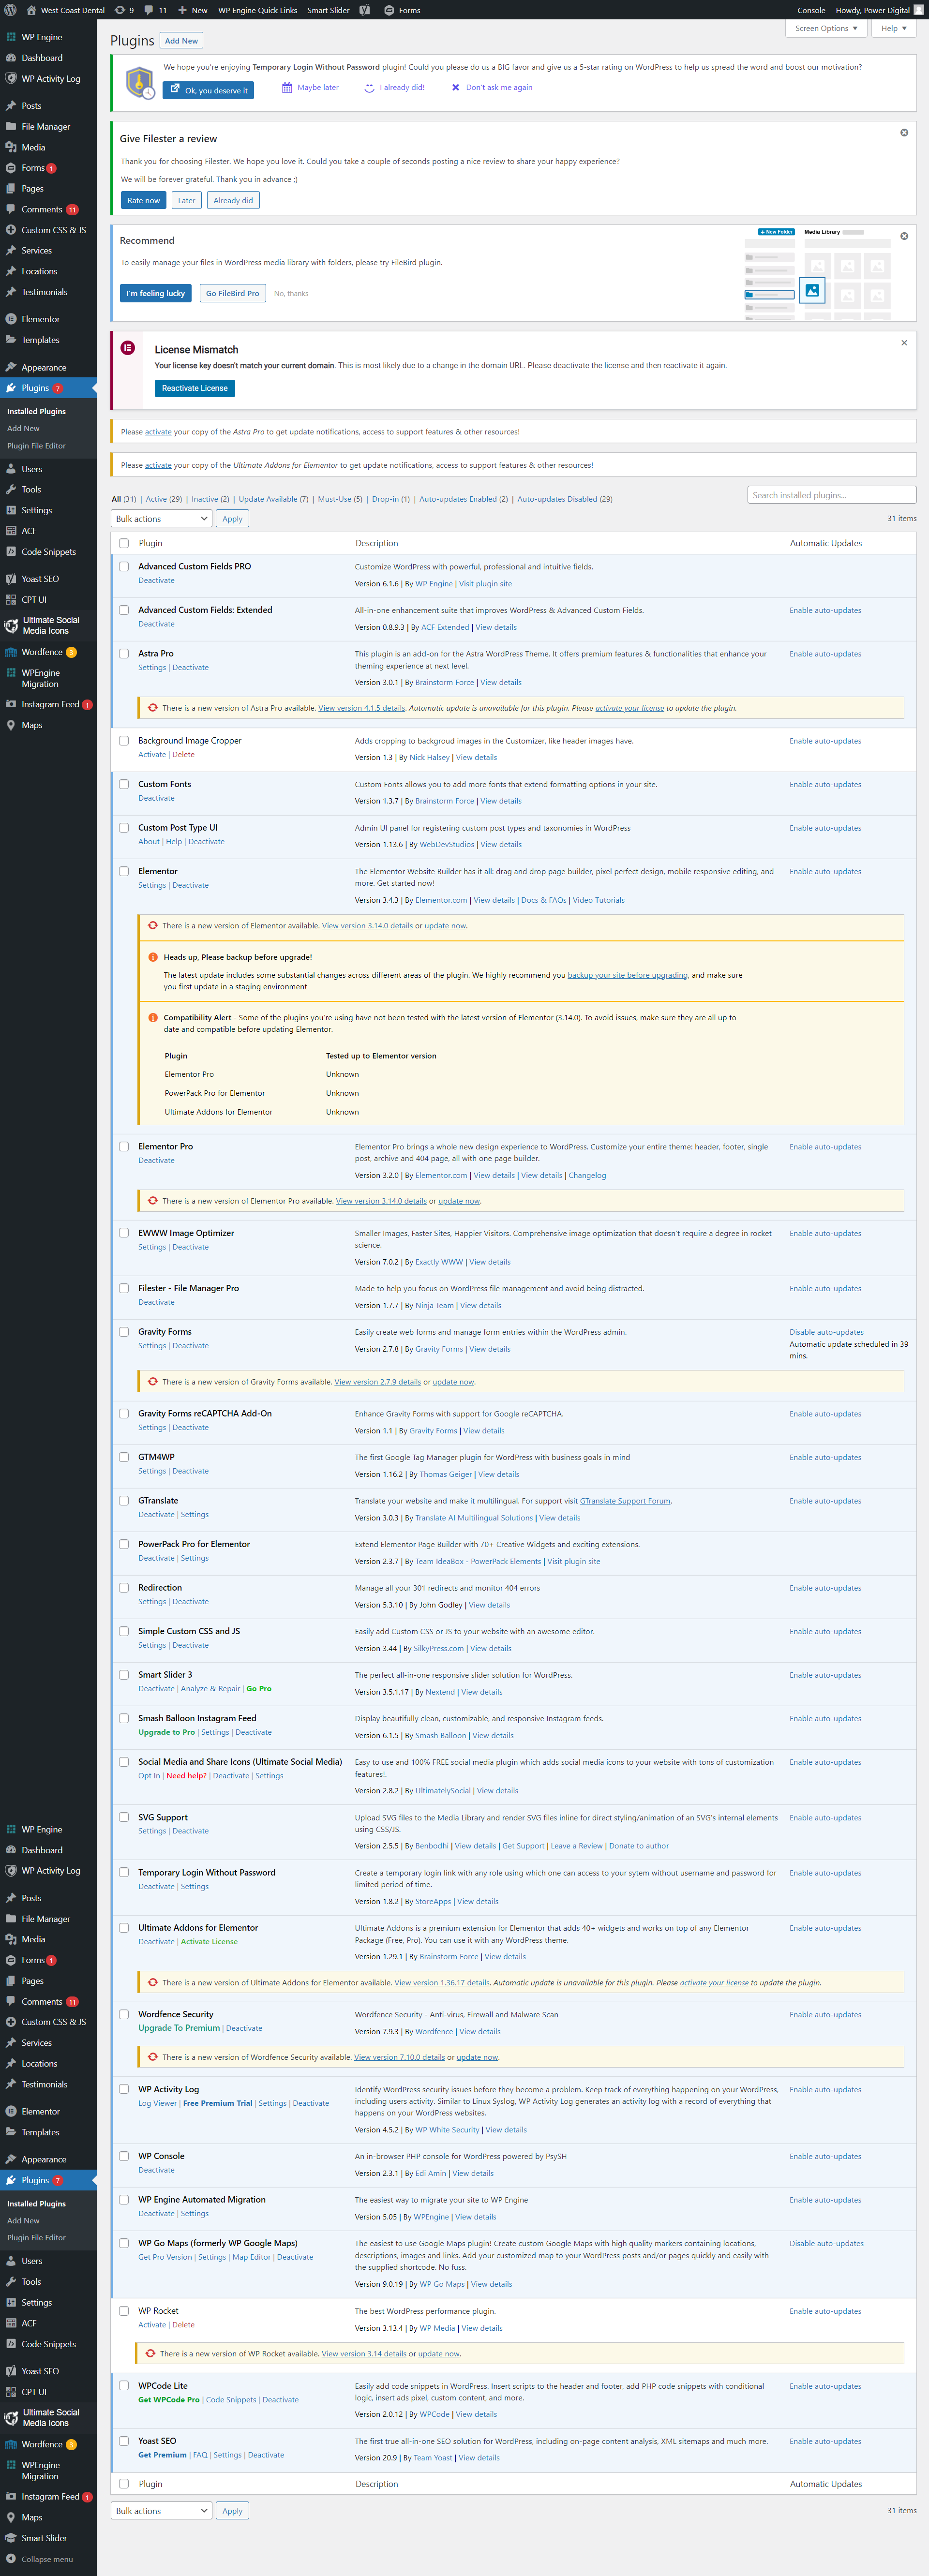 West Coast Dental 9 11 New WP Engine Quick Links Smart Slider Forms Console Howdy, Power Digital
WP Engine
Dashboard
WP Activity Log
Posts
File Manager
Media
Forms 1
Pages
Comments 11
Custom CSS & JS
Services
Locations
Testimonials
Elementor
Templates
Appearance
Plugins 7
Installed Plugins
Add New
Plugin File Editor
Users
Tools
Settings
ACF
Code Snippets
Yoast SEO
CPT UI
Ultimate Social
Media Icons
Wordfence 3
WPEngine
Migration
Instagram Feed 1
Maps
Screen Options Help
Plugins Add New
We hope you're enjoying Temporary Login Without Password plugin! Could you please do us a BIG favor and give us a 5-star rating on WordPress to help us spread the word and boost our motivation?
Ok, you deserve it Maybe later I already did! Don't ask me again
Give Filester a review
Thank you for choosing Filester. We hope you love it. Could you take a couple of seconds posting a nice review to share your happy experience?
We will be forever grateful. Thank you in advance ;)
Rate now Later Already did
Recommend
To easily manage your files in WordPress media library with folders, please try FileBird plugin.
I'm feeling lucky Go FileBird Pro No, thanks
+ New Folder Media Library
License Mismatch
Your license key doesn't match your current domain. This is most likely due to a change in the domain URL. Please deactivate the license and then reactivate it again.
Reactivate License
Please activate your copy of the Astra Pro to get update notifications, access to support features & other resources!
Please activate your copy of the Ultimate Addons for Elementor to get update notifications, access to support features & other resources!
All (31) | Active (29) | Inactive (2) | Update Available (7) | Must-Use (5) | Drop-in (1) | Auto-updates Enabled (2) | Auto-updates Disabled (29)
Search installed plugins...
Bulk actions Apply
31 items
Plugin Description Automatic Updates
Advanced Custom Fields PRO
Deactivate
Customize WordPress with powerful, professional and intuitive fields.
Version 6.1.6 | By WP Engine | Visit plugin site
Advanced Custom Fields: Extended
Deactivate
All-in-one enhancement suite that improves WordPress & Advanced Custom Fields.
Version 0.8.9.3 | By ACF Extended | View details
Enable auto-updates
Astra Pro
Settings | Deactivate
This plugin is an add-on for the Astra WordPress Theme. It offers premium features & functionalities that enhance your
theming experience at next level.
Version 3.0.1 | By Brainstorm Force | View details
Enable auto-updates
There is a new version of Astra Pro available. View version 4.1.5 details. Automatic update is unavailable for this plugin. Please activate your license to update the plugin.
Background Image Cropper
Activate | Delete
Adds cropping to backgroud images in the Customizer, like header images have.
Version 1.3 | By Nick Halsey | View details
Enable auto-updates
Custom Fonts
Deactivate
Custom Fonts allows you to add more fonts that extend formatting options in your site.
Version 1.3.7 | By Brainstorm Force | View details
Enable auto-updates
Custom Post Type UI
About | Help | Deactivate
Admin UI panel for registering custom post types and taxonomies in WordPress
Version 1.13.6 | By WebDevStudios | View details
Enable auto-updates
Elementor
Settings | Deactivate
The Elementor Website Builder has it all: drag and drop page builder, pixel perfect design, mobile responsive editing, and
more. Get started now!
Version 3.4.3 | By Elementor.com | View details | Docs & FAQs | Video Tutorials
Enable auto-updates
There is a new version of Elementor available. View version 3.14.0 details or update now.
Heads up, Please backup before upgrade!
The latest update includes some substantial changes across different areas of the plugin. We highly recommend you backup your site before upgrading, and make sure
you first update in a staging environment
Compatibility Alert - Some of the plugins you're using have not been tested with the latest version of Elementor (3.14.0). To avoid issues, make sure they are all up to
date and compatible before updating Elementor.
Plugin Tested up to Elementor version
Elementor Pro Unknown
PowerPack Pro for Elementor Unknown
Ultimate Addons for Elementor Unknown
Elementor Pro
Deactivate
Elementor Pro brings a whole new design experience to WordPress. Customize your entire theme: header, footer, single
post, archive and 404 page, all with one page builder.
Version 3.2.0 | By Elementor.com | View details | View details | Changelog
Enable auto-updates
There is a new version of Elementor Pro available. View version 3.14.0 details or update now.
EWWW Image Optimizer
Settings | Deactivate
Smaller Images, Faster Sites, Happier Visitors. Comprehensive image optimization that doesn't require a degree in rocket
science.
Version 7.0.2 | By Exactly WWW | View details
Enable auto-updates
Filester - File Manager Pro
Deactivate
Made to help you focus on WordPress file management and avoid being distracted.
Version 1.7.7 | By Ninja Team | View details
Enable auto-updates
Gravity Forms
Settings | Deactivate
Easily create web forms and manage form entries within the WordPress admin.
Version 2.7.8 | By Gravity Forms | View details
Disable auto-updates
Automatic update scheduled in 39
mins.
There is a new version of Gravity Forms available. View version 2.7.9 details or update now.
Gravity Forms reCAPTCHA Add-On
Settings | Deactivate
Enhance Gravity Forms with support for Google reCAPTCHA.
Version 1.1 | By Gravity Forms | View details
Enable auto-updates
GTM4WP
Settings | Deactivate
The first Google Tag Manager plugin for WordPress with business goals in mind
Version 1.16.2 | By Thomas Geiger | View details
Enable auto-updates
GTranslate
Deactivate | Settings
Translate your website and make it multilingual. For support visit GTranslate Support Forum.
Version 3.0.3 | By Translate AI Multilingual Solutions | View details
Enable auto-updates
PowerPack Pro for Elementor
Deactivate | Settings
Extend Elementor Page Builder with 70+ Creative Widgets and exciting extensions.
Version 2.3.7 | By Team IdeaBox - PowerPack Elements | Visit plugin site
Enable auto-updates
Redirection
Settings | Deactivate
Manage all your 301 redirects and monitor 404 errors
Version 5.3.10 | By John Godley | View details
Enable auto-updates
Simple Custom CSS and JS
Settings | Deactivate
Easily add Custom CSS or JS to your website with an awesome editor.
Version 3.44 | By SilkyPress.com | View details
Enable auto-updates
Smart Slider 3
Deactivate | Analyze & Repair | Go Pro
The perfect all-in-one responsive slider solution for WordPress.
Version 3.5.1.17 | By Nextend | View details
Enable auto-updates
Smash Balloon Instagram Feed
Upgrade to Pro | Settings | Deactivate
Display beautifully clean, customizable, and responsive Instagram feeds.
Version 6.1.5 | By Smash Balloon | View details
Enable auto-updates
Social Media and Share Icons (Ultimate Social Media)
Opt In | Need help? | Deactivate | Settings
Easy to use and 100% FREE social media plugin which adds social media icons to your website with tons of customization
features!.
Version 2.8.2 | By UltimatelySocial | View details
Enable auto-updates
SVG Support
Settings | Deactivate
Upload SVG files to the Media Library and render SVG files inline for direct styling/animation of an SVG's internal elements
using CSS/JS.
Version 2.5.5 | By Benbodhi | View details | Get Support | Leave a Review | Donate to author
Enable auto-updates
Temporary Login Without Password
Deactivate | Settings
Create a temporary login link with any role using which one can access to your sytem without username and password for
limited period of time.
Version 1.8.2 | By StoreApps | View details
Enable auto-updates
Ultimate Addons for Elementor
Deactivate | Activate License
Ultimate Addons is a premium extension for Elementor that adds 40+ widgets and works on top of any Elementor
Package (Free, Pro). You can use it with any WordPress theme.
Version 1.29.1 | By Brainstorm Force | View details
Enable auto-updates
There is a new version of Ultimate Addons for Elementor available. View version 1.36.17 details. Automatic update is unavailable for this plugin. Please activate your license to update the plugin.
Wordfence Security
Upgrade To Premium | Deactivate
Wordfence Security - Anti-virus, Firewall and Malware Scan
Version 7.9.3 | By Wordfence | View details
Enable auto-updates
There is a new version of Wordfence Security available. View version 7.10.0 details or update now.
WP Activity Log
Log Viewer | Free Premium Trial | Settings | Deactivate
Identify WordPress security issues before they become a problem. Keep track of everything happening on your WordPress,
including users activity. Similar to Linux Syslog, WP Activity Log generates an activity log with a record of everything that
happens on your WordPress websites.
Version 4.5.2 | By WP White Security | View details
Enable auto-updates
WP Console
Deactivate
An in-browser PHP console for WordPress powered by PsySH
Version 2.3.1 | By Edi Amin | View details
Enable auto-updates
WP Engine Automated Migration
Deactivate | Settings
The easiest way to migrate your site to WP Engine
Version 5.05 | By WPEngine | View details
Enable auto-updates
WP Go Maps (formerly WP Google Maps)
Get Pro Version | Settings | Map Editor | Deactivate
The easiest to use Google Maps plugin! Create custom Google Maps with high quality markers containing locations,
descriptions, images and links. Add your customized map to your WordPress posts and/or pages quickly and easily with
the supplied shortcode. No fuss.
Version 9.0.19 | By WP Go Maps | View details
Disable auto-updates
WP Rocket
Activate | Delete
The best WordPress performance plugin.
Version 3.13.4 | By WP Media | View details
Enable auto-updates
There is a new version of WP Rocket available. View version 3.14 details or update now.
WPCode Lite
Get WPCode Pro | Code Snippets | Deactivate
Easily add code snippets in WordPress. Insert scripts to the header and footer, add PHP code snippets with conditional
logic, insert ads pixel, custom content, and more.
Version 2.0.12 | By WPCode | View details
Enable auto-updates
Yoast SEO
Get Premium | FAQ | Settings | Deactivate
The first true all-in-one SEO solution for WordPress, including on-page content analysis, XML sitemaps and much more.
Version 20.9 | By Team Yoast | View details
Enable auto-updates
Plugin Description Automatic Updates
Bulk actions Apply
31 items
WP Engine
Dashboard
WP Activity Log
Posts
File Manager
Media
Forms 1
Pages
Comments 11
Custom CSS & JS
Services
Locations
Testimonials
Elementor
Templates
Appearance
Plugins 7
Installed Plugins
Add New
Plugin File Editor
Users
Tools
Settings
ACF
Code Snippets
Yoast SEO
CPT UI
Ultimate Social
Media Icons
Wordfence 3
WPEngine
Migration
Instagram Feed 1
Maps
Smart Slider
Collapse menu